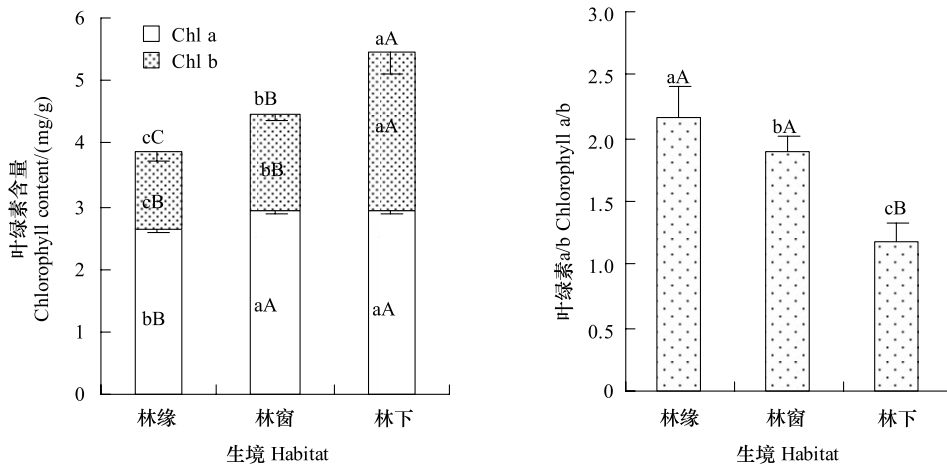 6
5
4
3
2
1
0
叶绿素含量
Chlorophyll content/(mg/g)
Chl a
Chl b
cC
cB
bB
bB
bB
aA
aA
aA
aA
林缘
林窗
林下
生境 Habitat
3.0
2.5
2.0
1.5
1.0
0.5
0
叶绿素a/b Chlorophyll a/b
aA
bA
cB
林缘
林窗
林下
生境 Habitat